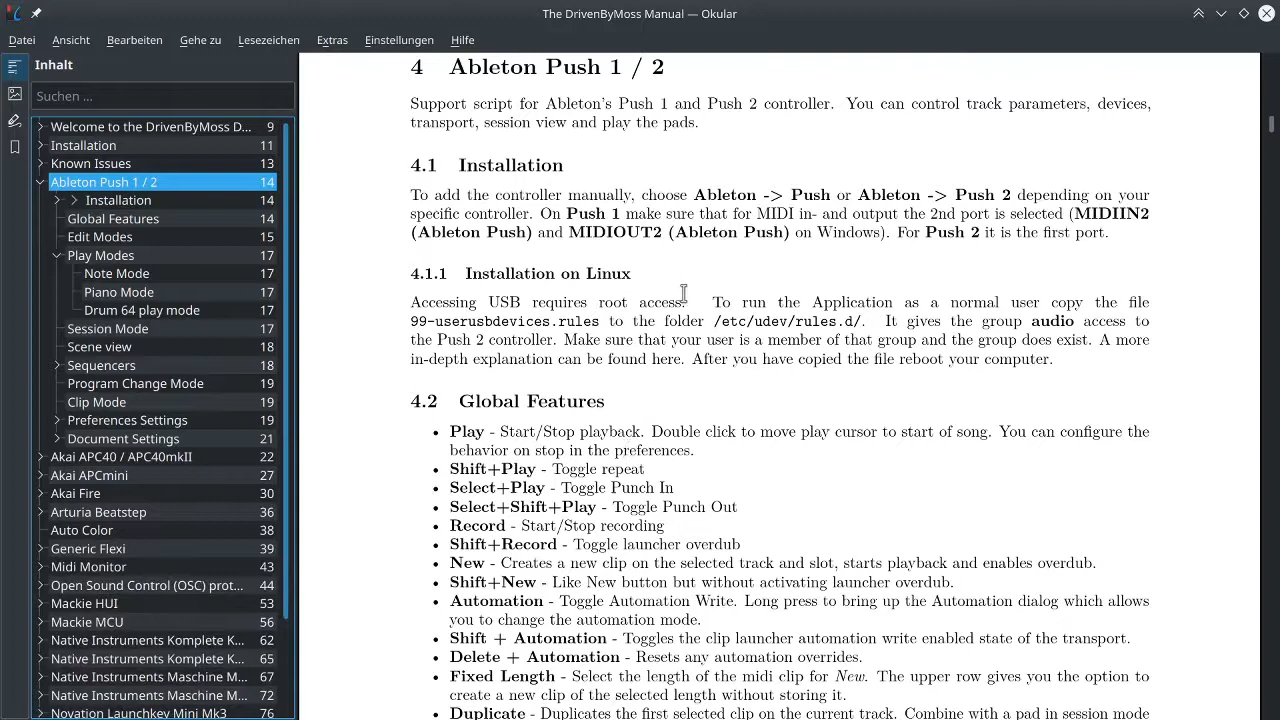 The DrivenByMoss Manual — Okular
Datei Ansicht Bearbeiten Gehe zu Lesezeichen Extras Einstellungen Hilfe
Inhalt
Suchen ...
Welcome to the DrivenByMoss D... 9
Installation 11
Known Issues 13
Ableton Push 1 / 2 14
Installation 14
Global Features 14
Edit Modes 15
Play Modes 17
Note Mode 17
Piano Mode 17
Drum 64 play mode 17
Session Mode 17
Scene view 18
Sequencers 18
Program Change Mode 19
Clip Mode 19
Preferences Settings 19
Document Settings 21
Akai APC40 / APC40mkII 22
Akai APCmini 27
Akai Fire 30
Arturia Beatstep 36
Auto Color 38
Generic Flexi 39
Midi Monitor 43
Open Sound Control (OSC) prot... 44
Mackie HUI 53
Mackie MCU 56
Native Instruments Komplete K... 62
Native Instruments Komplete K... 65
Native Instruments Maschine M... 67
Native Instruments Maschine M... 72
Novation Launchkey Mini Mk3 76
4 Ableton Push 1 / 2
Support script for Ableton's Push 1 and Push 2 controller. You can control track parameters, devices,
transport, session view and play the pads.
4.1 Installation
To add the controller manually, choose Ableton -> Push or Ableton -> Push 2 depending on your
specific controller. On Push 1 make sure that for MIDI in- and output the 2nd port is selected (MIDIIN2
(Ableton Push) and MIDIOUT2 (Ableton Push) on Windows). For Push 2 it is the first port.
4.1.1 Installation on Linux
Accessing USB requires root access. To run the Application as a normal user copy the file
99-userusbdevices.rules to the folder /etc/udev/rules.d/. It gives the group audio access to
the Push 2 controller. Make sure that your user is a member of that group and the group does exist. A more
in-depth explanation can be found here. After you have copied the file reboot your computer.
4.2 Global Features
• Play - Start/Stop playback. Double click to move play cursor to start of song. You can configure the
behavior on stop in the preferences.
• Shift+Play - Toggle repeat
• Select+Play - Toggle Punch In
• Select+Shift+Play - Toggle Punch Out
• Record - Start/Stop recording
• Shift+Record - Toggle launcher overdub
• New - Creates a new clip on the selected track and slot, starts playback and enables overdub.
• Shift+New - Like New button but without activating launcher overdub.
• Automation - Toggle Automation Write. Long press to bring up the Automation dialog which allows
you to change the automation mode.
• Shift + Automation - Toggles the clip launcher automation write enabled state of the transport.
• Delete + Automation - Resets any automation overrides.
• Fixed Length - Select the length of the midi clip for New. The upper row gives you the option to
create a new clip of the selected length without storing it.
• Duplicate - Duplicates the first selected clip on the current track. Combine with a pad in session mode